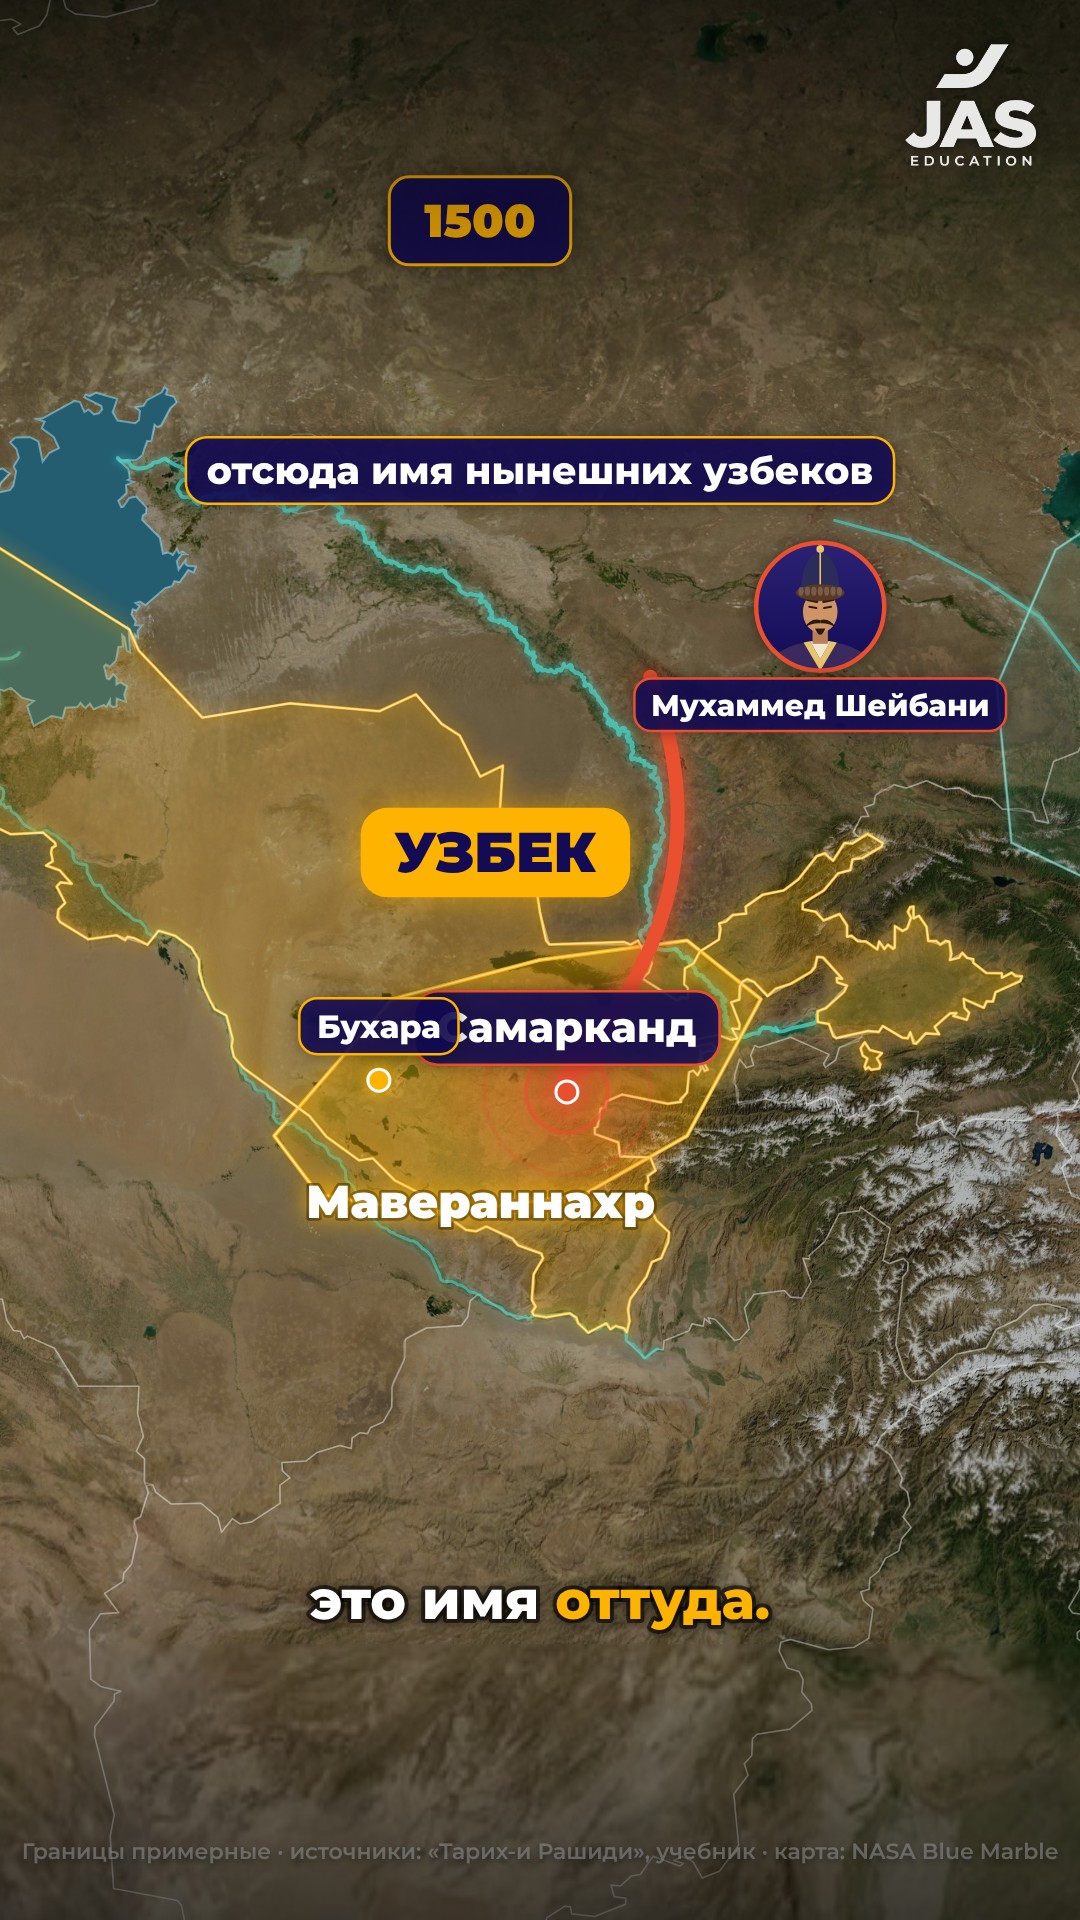 JAS
EDUCATION
1500
отсюда имя нынешних узбеков
Мухаммед Шейбани
УЗБЕК
Бухара
Самарканд
Мавераннахр
это имя оттуда.
Границы примерные · источники: «Тарих-и Рашиди», учебник · карта: NASA Blue Marble